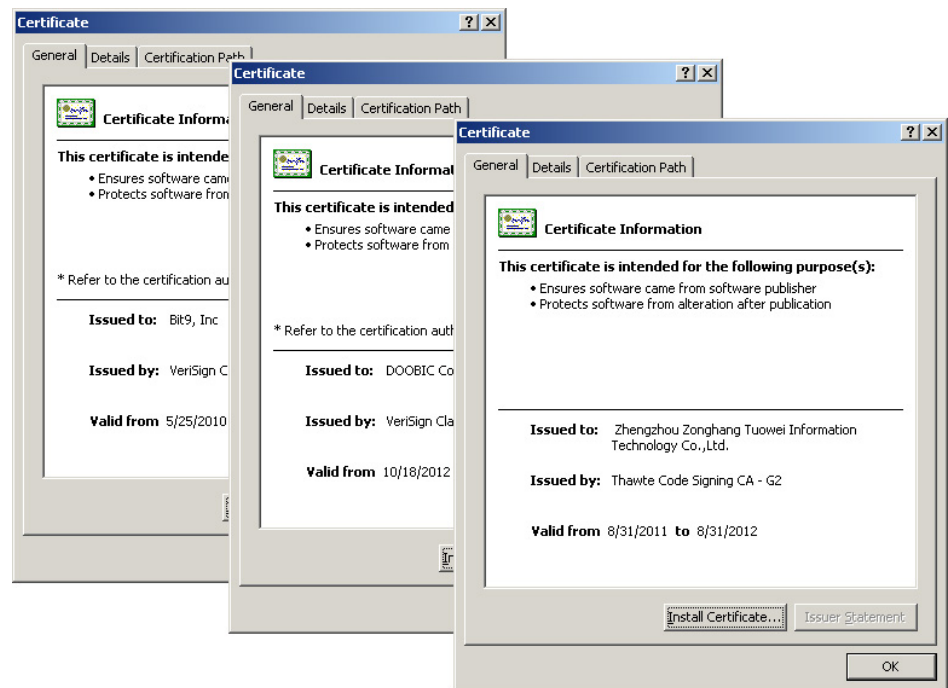 Certificate
General Details Certification Path
Certificate Informa
This certificate is intende
• Ensures software cam
• Protects software fron
* Refer to the certification au
Issued to: Bit9, Inc
Issued by: VeriSign C
Valid from 5/25/2010
Certificate
General Details Certification Path
Certificate Informat
This certificate is intended
• Ensures software came
• Protects software from
* Refer to the certification auth
Issued to: DOOBIC Co
Issued by: VeriSign Cla
Valid from 10/18/2012
In
Certificate
General Details Certification Path
Certificate Information
This certificate is intended for the following purpose(s):
• Ensures software came from software publisher
• Protects software from alteration after publication
Issued to: Zhengzhou Zonghang Tuowei Information
Technology Co.,Ltd.
Issued by: Thawte Code Signing CA - G2
Valid from 8/31/2011 to 8/31/2012
Install Certificate... Issuer Statement
OK